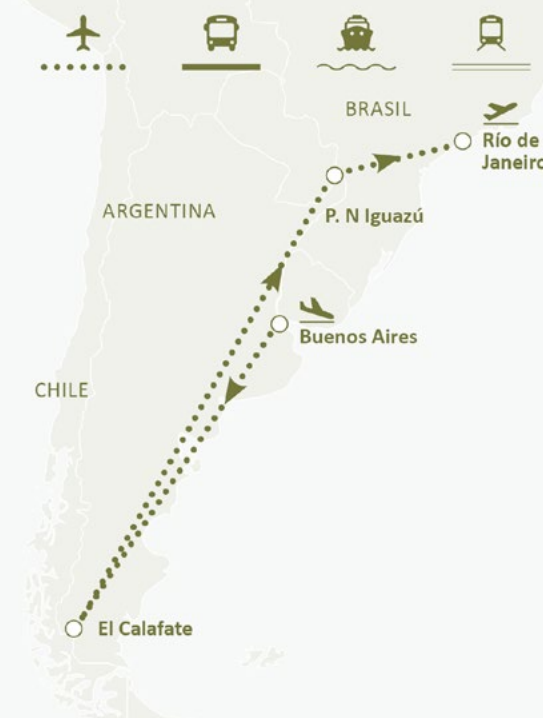 BRASIL
Río de
Janeiro
ARGENTINA
P. N Iguazú
Buenos Aires
CHILE
El Calafate